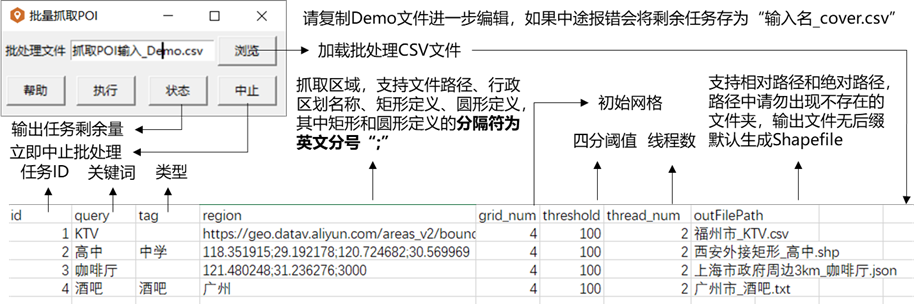 批量抓取POI
请复制Demo文件进一步编辑，如果中途报错会将剩余任务存为“输入名_cover.csv”
批处理文件 抓取POI输入_Demo.csv 浏览
加载批处理CSV文件
帮助 执行 状态 中止
抓取区域，支持文件路径、行政
区划名称、矩形定义、圆形定义，
其中矩形和圆形定义的分隔符为
英文分号“;”
初始网格
四分阈值 线程数
支持相对路径和绝对路径，
路径中请勿出现不存在的
文件夹，输出文件无后缀
默认生成Shapefile
输出任务剩余量
立即中止批处理
任务ID 关键词 类型
id query tag region grid_num threshold thread_num outFilePath
1 KTV https://geo.datav.aliyun.com/areas_v2/bound 4 100 2 福州市_KTV.csv
2 高中 中学 118.351915;29.192178;120.724682;30.569969 4 100 2 西安外接矩形_高中.shp
3 咖啡厅 121.480248;31.236276;3000 4 100 2 上海市政府周边3km_咖啡厅.json
4 酒吧 酒吧 广州 4 100 2 广州市_酒吧.txt